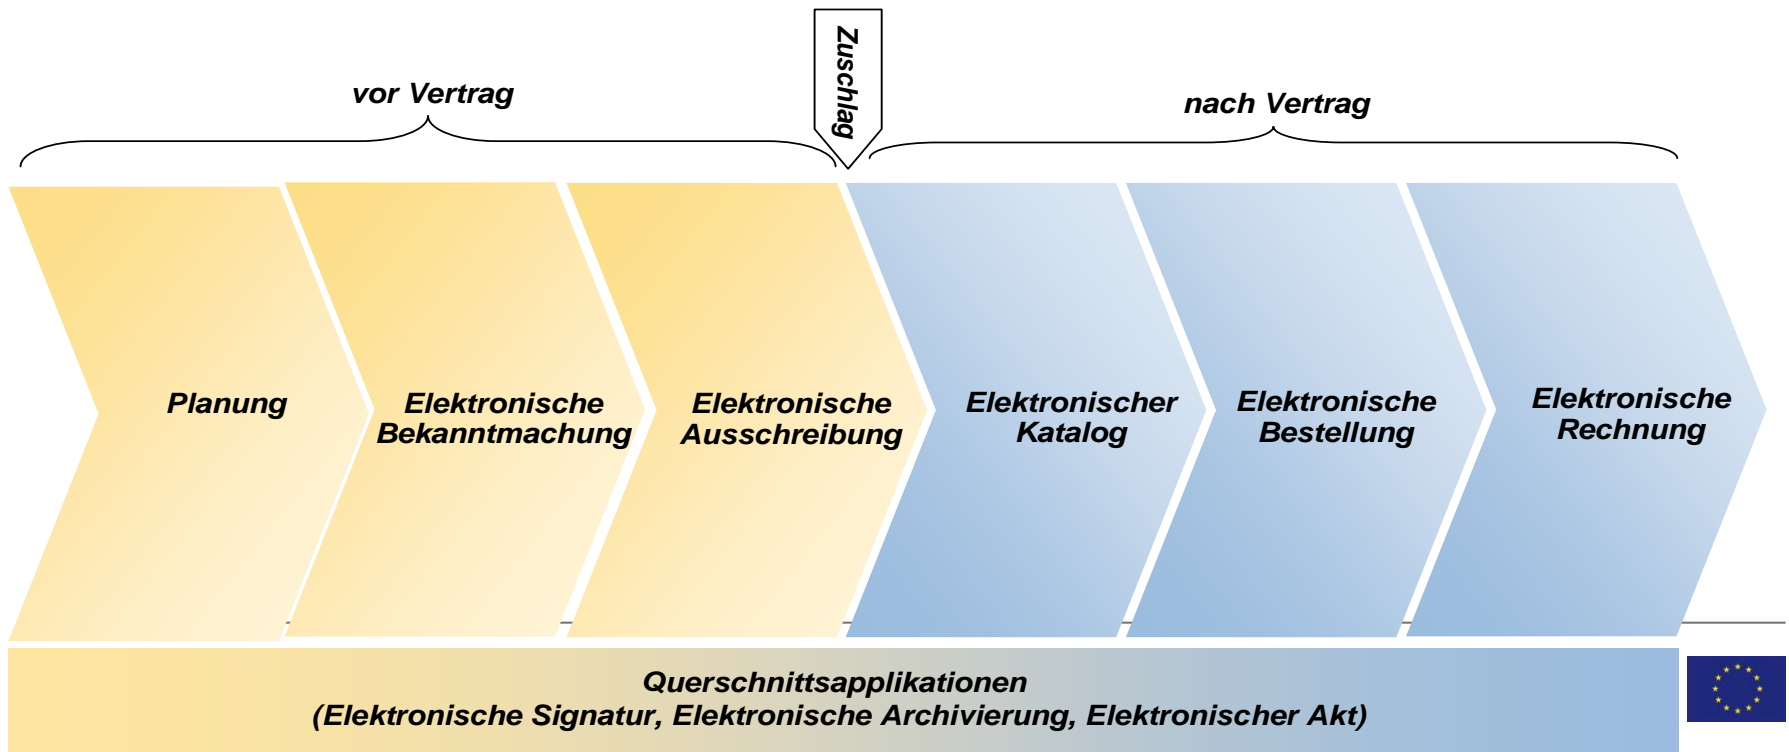 Zuschlag
vor Vertrag
nach Vertrag
Planung
Elektronische
Bekanntmachung
Elektronische
Ausschreibung
Elektronischer
Katalog
Elektronische
Bestellung
Elektronische
Rechnung
Querschnittsapplikationen
(Elektronische Signatur, Elektronische Archivierung, Elektronischer Akt)